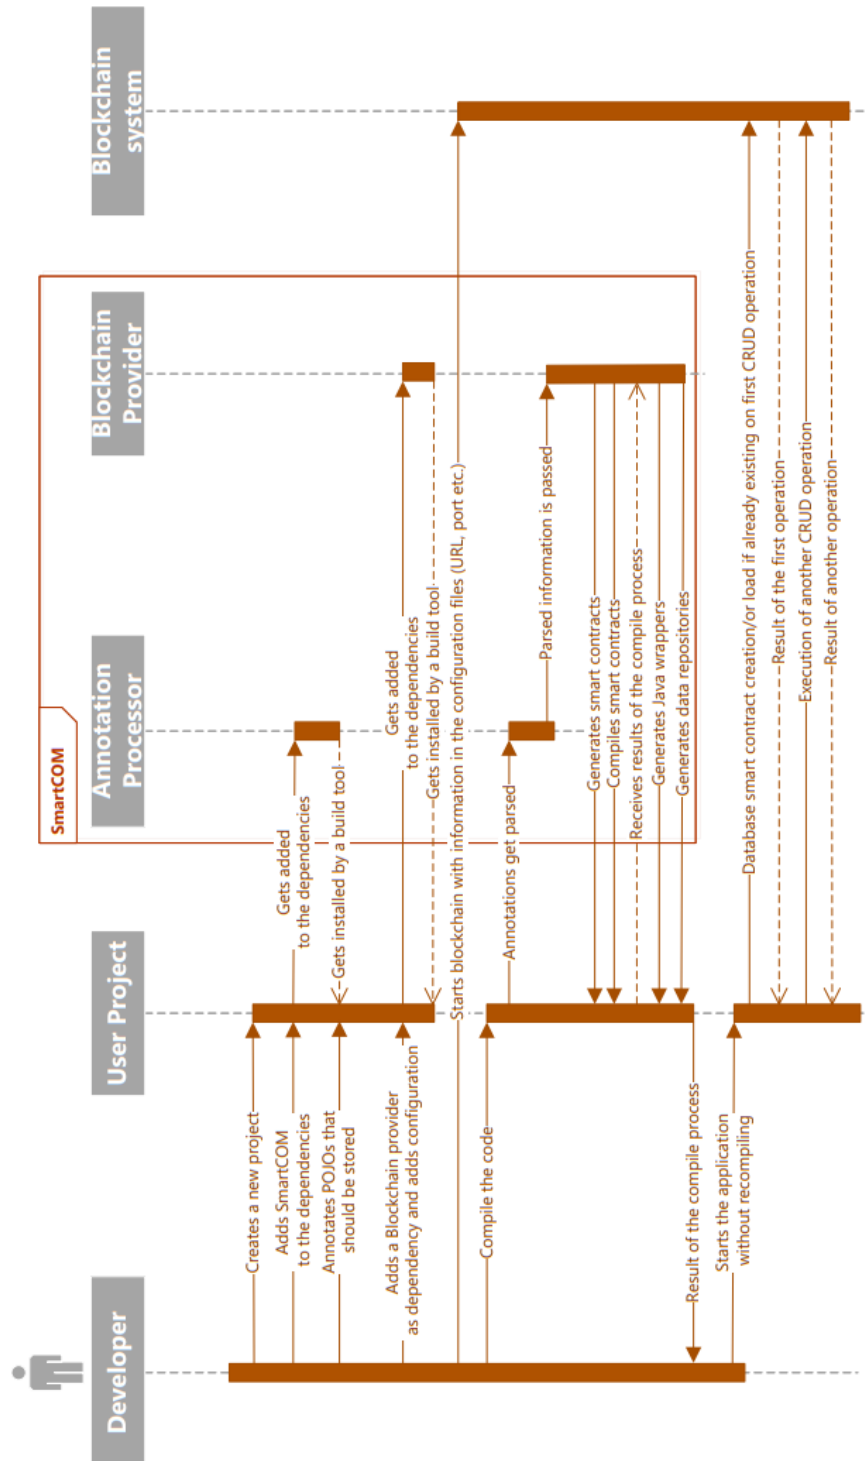 Developer
User Project
Annotation
Processor
Blockchain
Provider
Blockchain
system
SmartCOM
Creates a new project
Adds SmartCOM
to the dependencies
Gets added
to the dependencies
Annotates POJOs that
should be stored
Gets installed by a build tool
Adds a Blockchain provider
as dependency and adds configuration
Gets added
to the dependencies
Gets installed by a build tool
Starts blockchain with information in the configuration files (URL, port etc.)
Compile the code
Annotations get parsed
Parsed information is passed
Generates smart contracts
Compiles smart contracts
Receives results of the compile process
Generates Java wrappers
Generates data repositories
Result of the compile process
Starts the application
without recompiling
Database smart contract creation/or load if already existing on first CRUD operation
Result of the first operation
Execution of another CRUD operation
Result of another operation